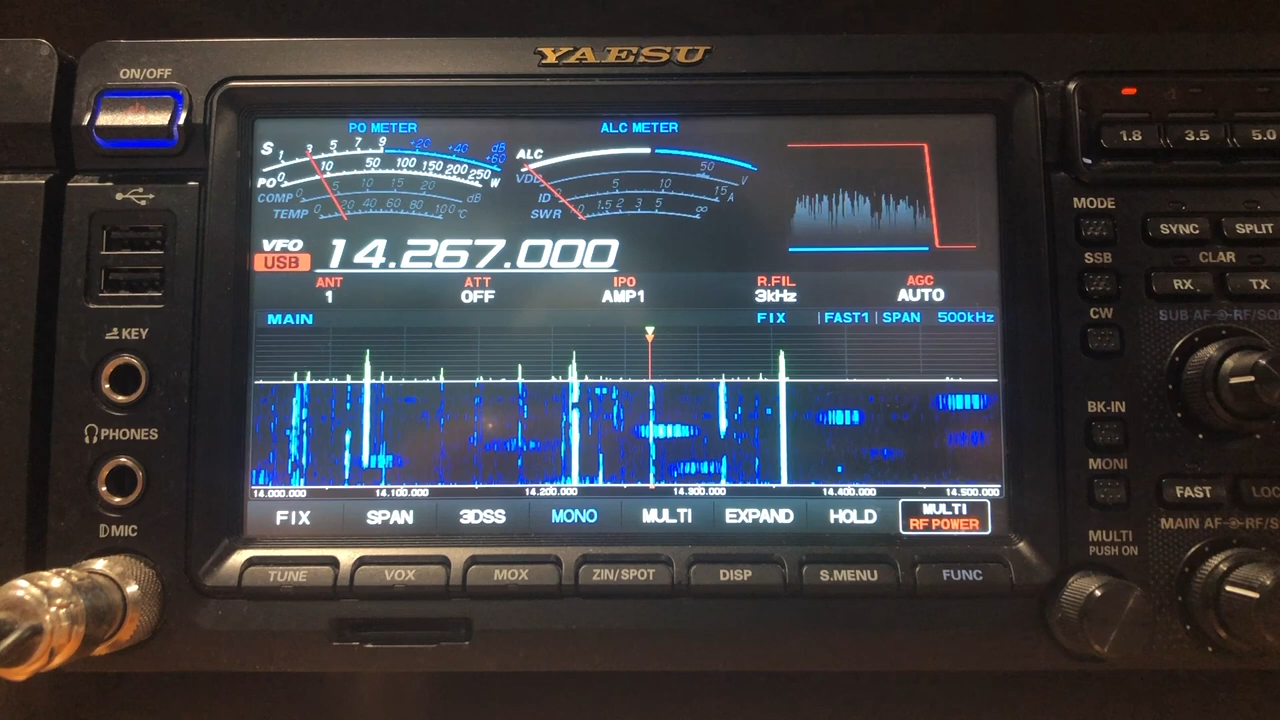 YAESU
ON/OFF
1.8 3.5 5.0
PO METER
ALC METER
S 1 3 5 7 9 +20 +40 +60 dB
PO 0 10 50 100 150 200 250 W
COMP 0 5 10 15 20 dB
TEMP 0 20 40 60 80 100 °C
ALC
VDD 50 V
ID 0 5 10 15 A
SWR 1.5 2 3 5 ∞
VFO
USB
14.267.000
ANT ATT IPO R.FIL AGC
1 OFF AMP1 3kHz AUTO
MAIN FIX |FAST1 |SPAN 500kHz
14.000.000 14.100.000 14.200.000 14.300.000 14.400.000 14.500.000
FIX SPAN 3DSS MONO MULTI EXPAND HOLD MULTI
RF POWER
TUNE VOX MOX ZIN/SPOT DISP S.MENU FUNC
KEY
PHONES
MIC
MODE
SYNC SPLIT
SSB
CLAR
RX TX
CW
SUB AF RF/SQ
BK-IN
MONI
FAST
MAIN AF RF/S
MULTI
PUSH ON